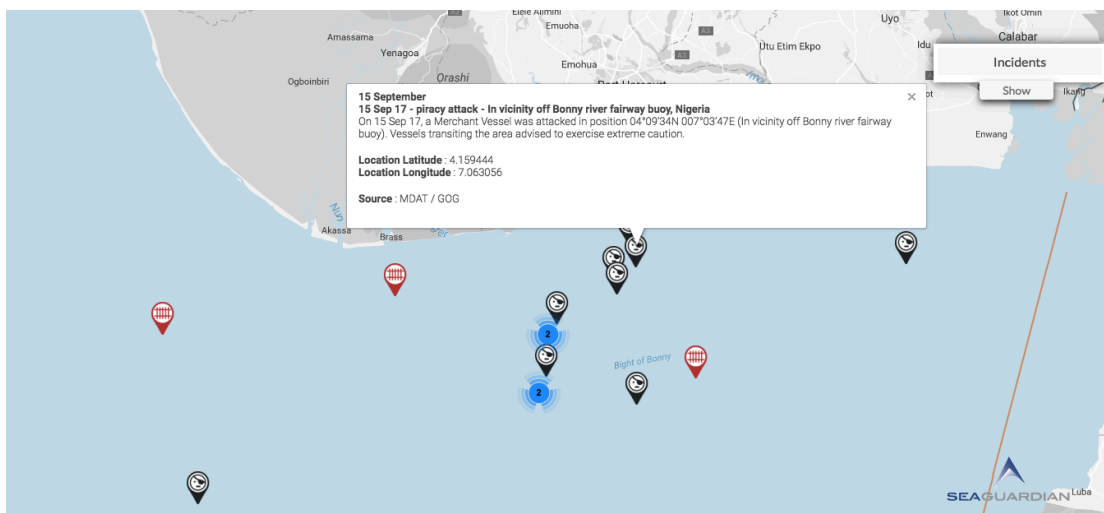 Elele Alimini
Ikot Omin
Emuoha
A3
Uyo
Amassama
A3
Calabar
Yenagoa
Utu Etim Ekpo
Idu
Emohua
Incidents
Orashi
Ogboinbiri
Show
Ikang
15 September
×
15 Sep 17 - piracy attack - In vicinity off Bonny river fairway buoy, Nigeria
On 15 Sep 17, a Merchant Vessel was attacked in position 04°09'34N 007°03'47E (In vicinity off Bonny river fairway
buoy). Vessels transiting the area advised to exercise extreme caution.
Enwang
Location Latitude : 4.159444
Location Longitude : 7.063056
Source : MDAT / GOG
Nun
Akassa
Brass
2
Bight of Bonny
2
SEAGUARDIAN
Luba